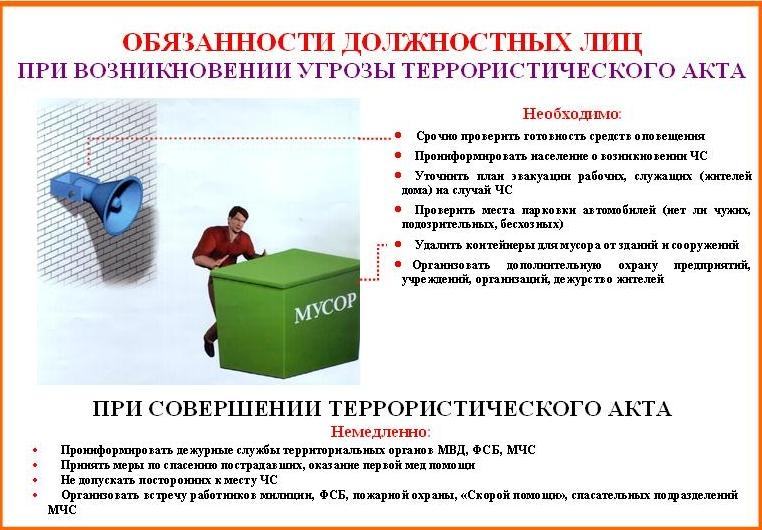 ОБЯЗАННОСТИ ДОЛЖНОСТНЫХ ЛИЦ
ПРИ ВОЗНИКНОВЕНИИ УГРОЗЫ ТЕРРОРИСТИЧЕСКОГО АКТА
Необходимо:
• Срочно проверить готовность средств оповещения
• Проинформировать население о возникновении ЧС
• Уточнить план эвакуации рабочих, служащих (жителей
дома) на случай ЧС
• Проверить места парковки автомобилей (нет ли чужих,
подозрительных, бесхозных)
• Удалить контейнеры для мусора от зданий и сооружений
• Организовать дополнительную охрану предприятий,
учреждений, организаций, дежурство жителей
МУСОР
ПРИ СОВЕРШЕНИИ ТЕРРОРИСТИЧЕСКОГО АКТА
Немедленно:
• Проинформировать дежурные службы территориальных органов МВД, ФСБ, МЧС
• Принять меры по спасению пострадавших, оказание первой мед помощи
• Не допускать посторонних к месту ЧС
• Организовать встречу работников милиции, ФСБ, пожарной охраны, «Скорой помощи», спасательных подразделений
МЧС